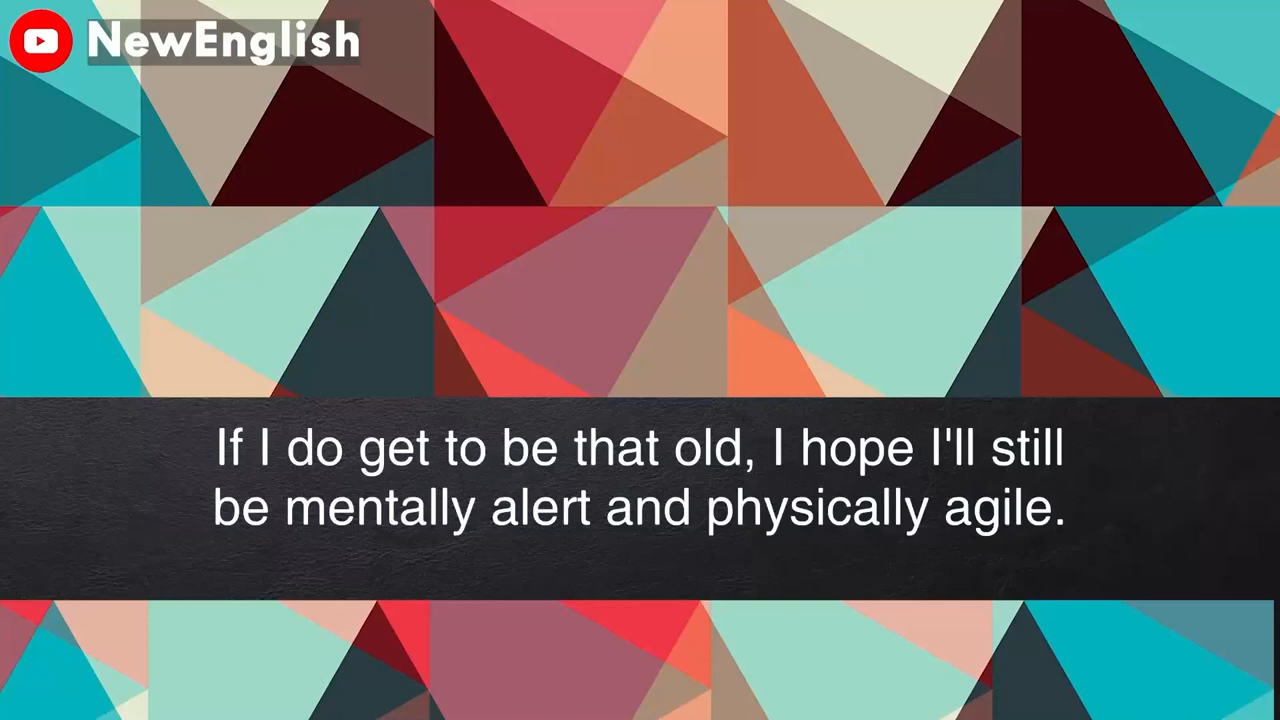 NewEnglish
If I do get to be that old, I hope I'll still
be mentally alert and physically agile.